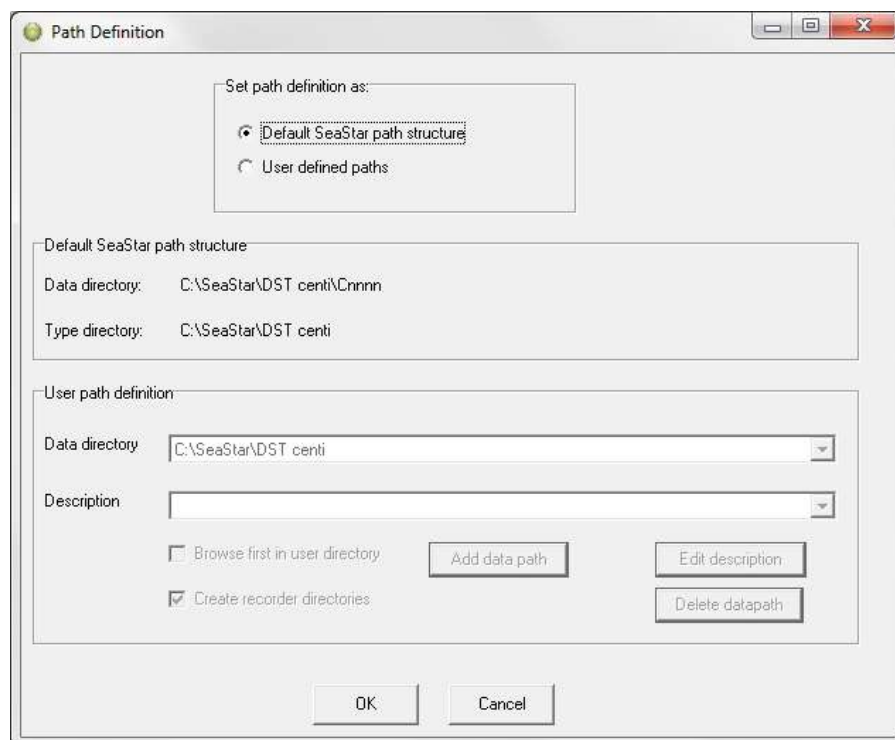 Path Definition
Set path definition as:
Default SeaStar path structure
User defined paths
Default SeaStar path structure
Data directory: C:\SeaStar\DST centi\Cnnnn
Type directory: C:\SeaStar\DST centi
User path definition
Data directory C:\SeaStar\DST centi
Description
Browse first in user directory Add data path Edit description
Create recorder directories Delete datapath
OK Cancel